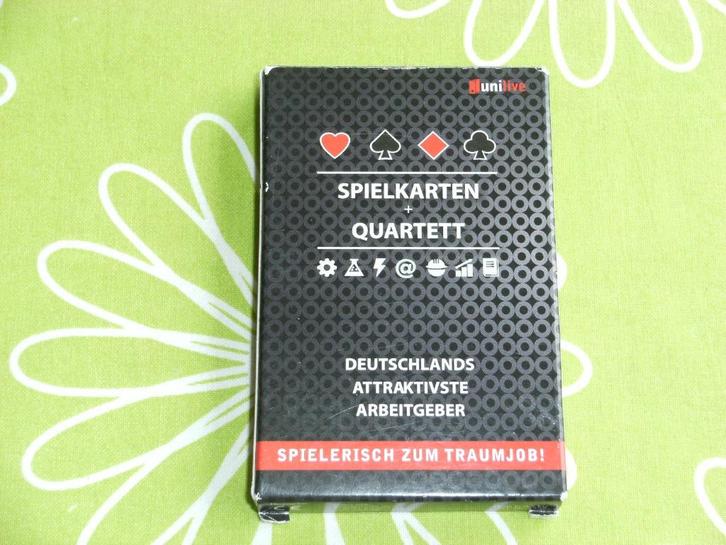 unilive
SPIELKARTEN
+
QUARTETT
@
DEUTSCHLANDS
ATTRAKTIVSTE
ARBEITGEBER
SPIELERISCH ZUM TRAUMJOB!